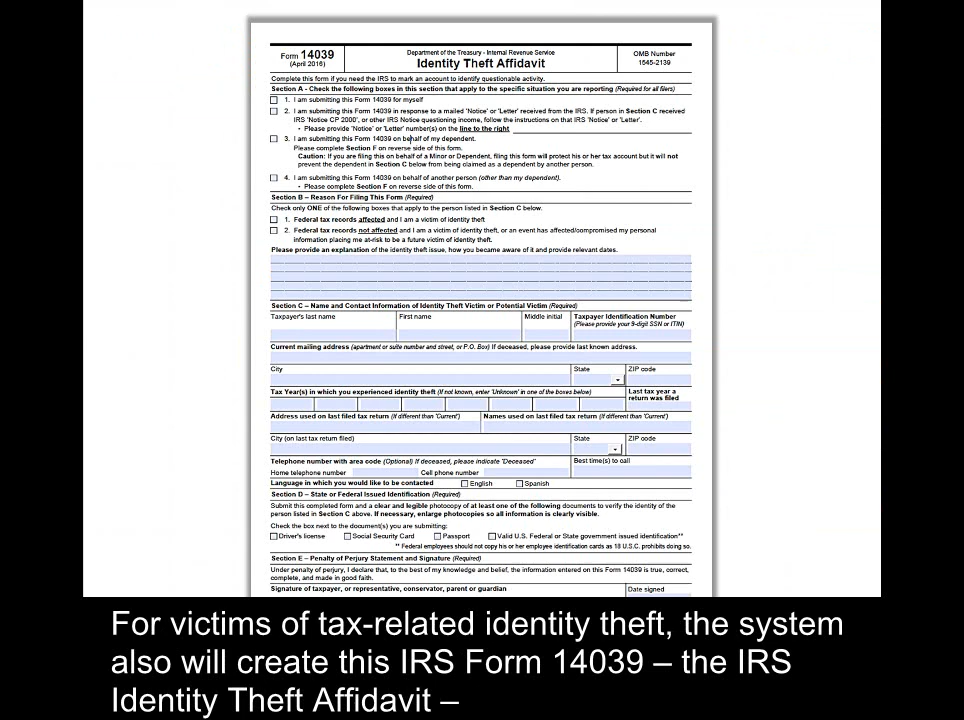 Form 14039
(April 2016)
Department of the Treasury - Internal Revenue Service
Identity Theft Affidavit
OMB Number
1545-2139
Complete this form if you need the IRS to mark an account to identify questionable activity.
Section A - Check the following boxes in this section that apply to the specific situation you are reporting (Required for all filers)
1. I am submitting this Form 14039 for myself
2. I am submitting this Form 14039 in response to a mailed 'Notice' or 'Letter' received from the IRS. If person in Section C received
IRS 'Notice CP 2000', or other IRS Notice questioning income, follow the instructions on that IRS 'Notice' or 'Letter'.
• Please provide 'Notice' or 'Letter' number(s) on the line to the right
3. I am submitting this Form 14039 on behalf of my dependent.
Please complete Section F on reverse side of this form.
Caution: If you are filing this on behalf of a Minor or Dependent, filing this form will protect his or her tax account but it will not
prevent the dependent in Section C below from being claimed as a dependent by another person.
4. I am submitting this Form 14039 on behalf of another person (other than my dependent).
• Please complete Section F on reverse side of this form.
Section B – Reason For Filing This Form (Required)
Check only ONE of the following boxes that apply to the person listed in Section C below.
1. Federal tax records affected and I am a victim of identity theft
2. Federal tax records not affected and I am a victim of identity theft, or an event has affected/compromised my personal
information placing me at-risk to be a future victim of identity theft.
Please provide an explanation of the identity theft issue, how you became aware of it and provide relevant dates.
Section C – Name and Contact Information of Identity Theft Victim or Potential Victim (Required)
Taxpayer's last name First name Middle initial Taxpayer Identification Number
(Please provide your 9-digit SSN or ITIN)
Current mailing address (apartment or suite number and street, or P.O. Box) If deceased, please provide last known address.
City State ZIP code
Tax Year(s) in which you experienced identity theft (If not known, enter 'Unknown' in one of the boxes below) Last tax year a
return was filed
Address used on last filed tax return (If different than 'Current') Names used on last filed tax return (If different than 'Current')
City (on last tax return filed) State ZIP code
Telephone number with area code (Optional) If deceased, please indicate 'Deceased' Best time(s) to call
Home telephone number Cell phone number
Language in which you would like to be contacted English Spanish
Section D – State or Federal Issued Identification (Required)
Submit this completed form and a clear and legible photocopy of at least one of the following documents to verify the identity of the
person listed in Section C above. If necessary, enlarge photocopies so all information is clearly visible.
Check the box next to the document(s) you are submitting:
Driver's license Social Security Card Passport Valid U.S. Federal or State government issued identification**
** Federal employees should not copy his or her employee identification cards as 18 U.S.C. prohibits doing so.
Section E – Penalty of Perjury Statement and Signature (Required)
Under penalty of perjury, I declare that, to the best of my knowledge and belief, the information entered on this Form 14039 is true, correct,
complete, and made in good faith.
Signature of taxpayer, or representative, conservator, parent or guardian Date signed
For victims of tax-related identity theft, the system
also will create this IRS Form 14039 – the IRS
Identity Theft Affidavit –